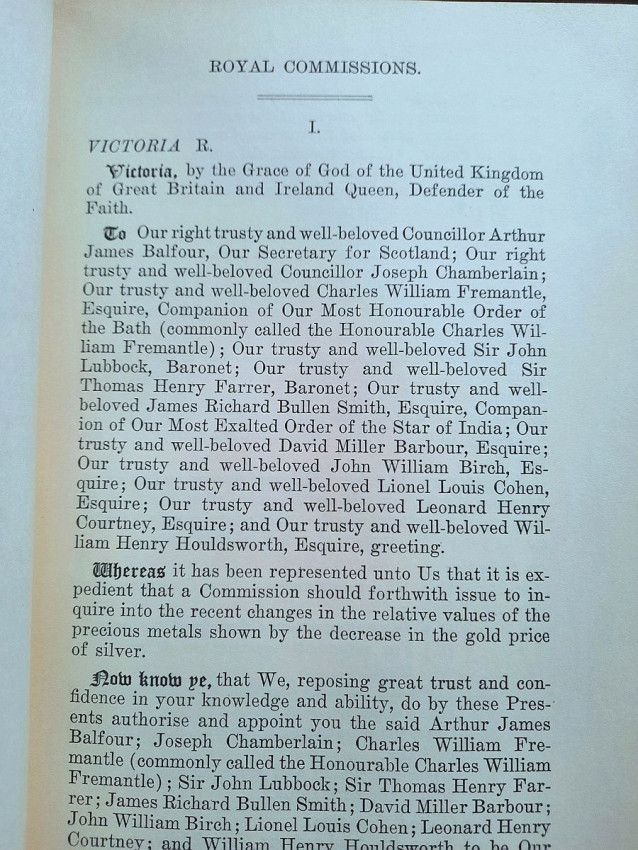 ROYAL COMMISSIONS.
I.
VICTORIA R.
Victoria, by the Grace of God of the United Kingdom
of Great Britain and Ireland Queen, Defender of the
Faith.
To Our right trusty and well-beloved Councillor Arthur
James Balfour, Our Secretary for Scotland; Our right
trusty and well-beloved Councillor Joseph Chamberlain;
Our trusty and well-beloved Charles William Fremantle,
Esquire, Companion of Our Most Honourable Order of
the Bath (commonly called the Honourable Charles Wil-
liam Fremantle); Our trusty and well-beloved Sir John
Lubbock, Baronet; Our trusty and well-beloved Sir
Thomas Henry Farrer, Baronet; Our trusty and well-
beloved James Richard Bullen Smith, Esquire, Compan-
ion of Our Most Exalted Order of the Star of India; Our
trusty and well-beloved David Miller Barbour, Esquire;
Our trusty and well-beloved John William Birch, Es-
quire; Our trusty and well-beloved Lionel Louis Cohen,
Esquire; Our trusty and well-beloved Leonard Henry
Courtney, Esquire; and Our trusty and well-beloved Wil-
liam Henry Houldsworth, Esquire, greeting.
Whereas it has been represented unto Us that it is ex-
pedient that a Commission should forthwith issue to in-
quire into the recent changes in the relative values of the
precious metals shown by the decrease in the gold price
of silver.
Now know ye, that We, reposing great trust and con-
fidence in your knowledge and ability, do by these Pres-
ents authorise and appoint you the said Arthur James
Balfour; Joseph Chamberlain; Charles William Fre-
mantle (commonly called the Honourable Charles William
Fremantle); Sir John Lubbock; Sir Thomas Henry Far-
rer; James Richard Bullen Smith; David Miller Barbour;
John William Birch; Lionel Louis Cohen; Leonard Henry
Courtney; and William Henry Houldsworth to be Our